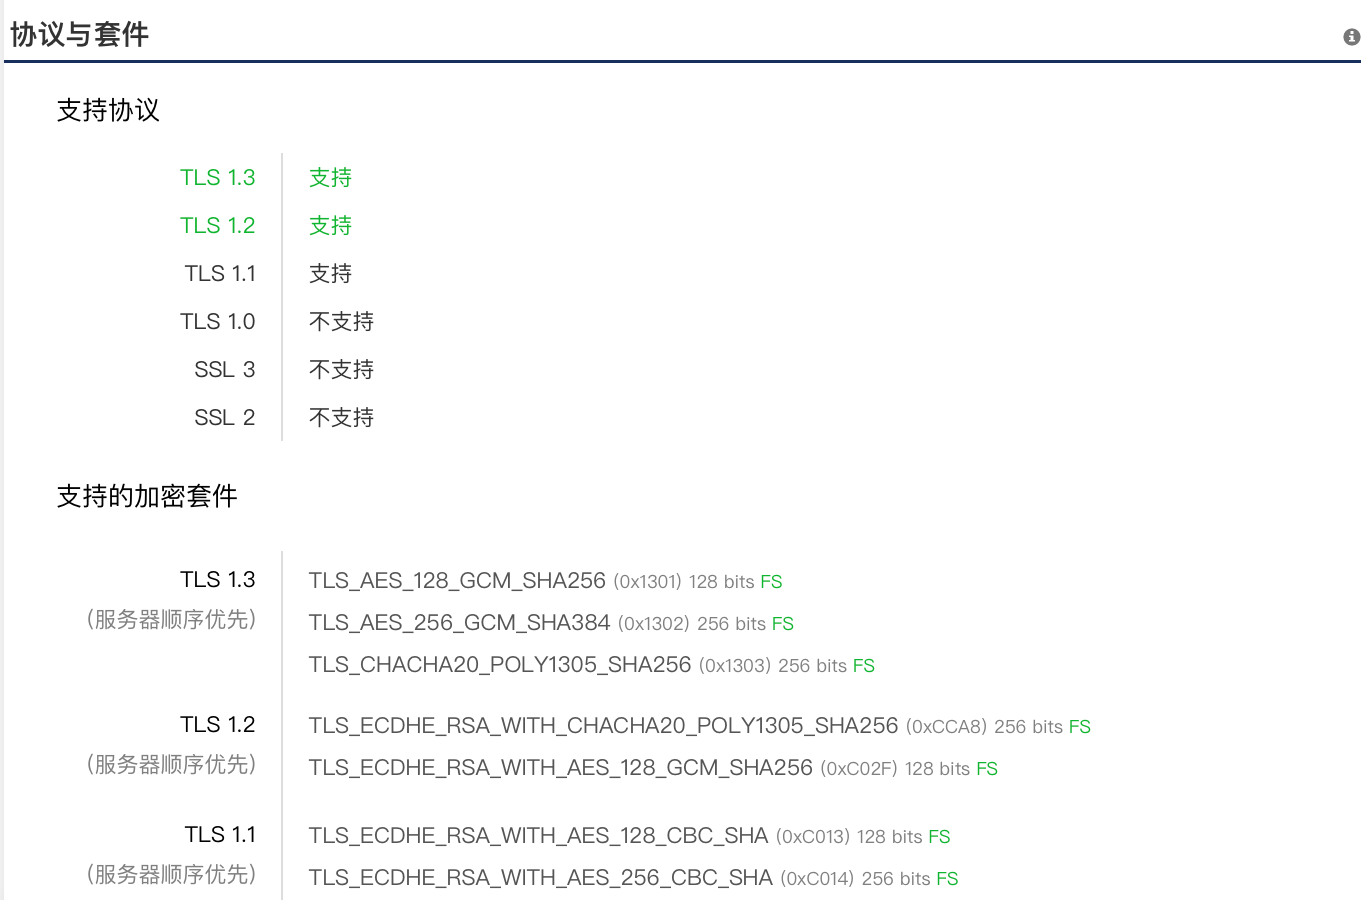 协议与套件
支持协议
TLS 1.3 支持
TLS 1.2 支持
TLS 1.1 支持
TLS 1.0 不支持
SSL 3 不支持
SSL 2 不支持
支持的加密套件
TLS 1.3 TLS_AES_128_GCM_SHA256 (0x1301) 128 bits FS
(服务器顺序优先) TLS_AES_256_GCM_SHA384 (0x1302) 256 bits FS
TLS_CHACHA20_POLY1305_SHA256 (0x1303) 256 bits FS
TLS 1.2 TLS_ECDHE_RSA_WITH_CHACHA20_POLY1305_SHA256 (0xCCA8) 256 bits FS
(服务器顺序优先) TLS_ECDHE_RSA_WITH_AES_128_GCM_SHA256 (0xC02F) 128 bits FS
TLS 1.1 TLS_ECDHE_RSA_WITH_AES_128_CBC_SHA (0xC013) 128 bits FS
(服务器顺序优先) TLS_ECDHE_RSA_WITH_AES_256_CBC_SHA (0xC014) 256 bits FS